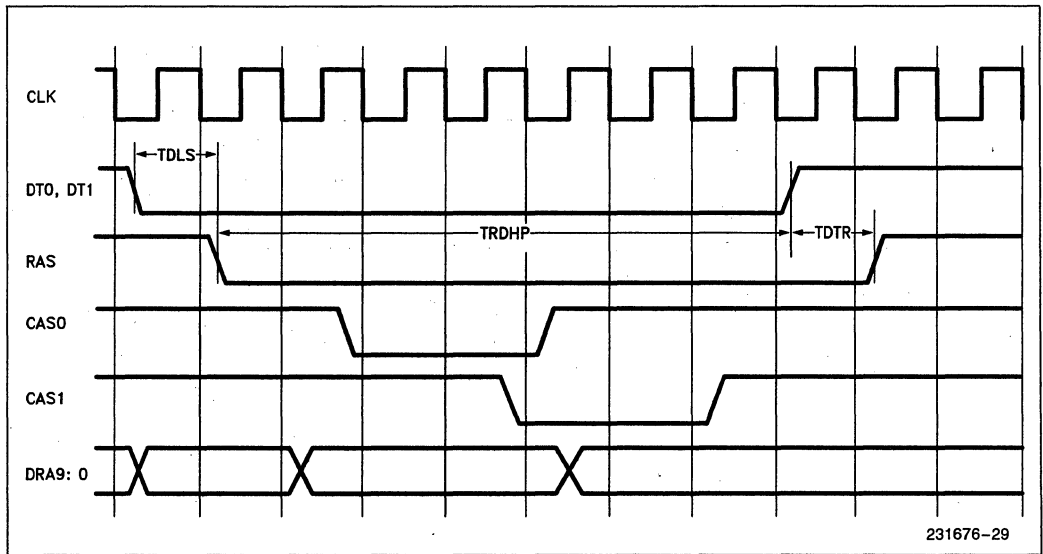 CLK
TDLS
DT0, DT1
TRDHP
TDTR
RAS
CAS0
CAS1
DRA9: 0
231676-29